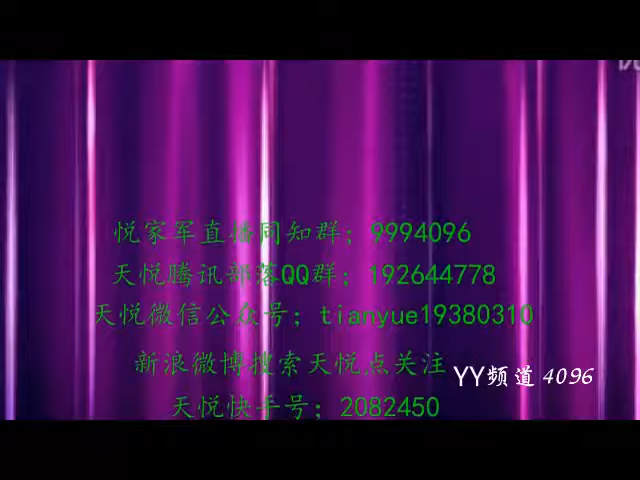 悦家军直播间知群；9994096
天悦腾讯部落QQ群；192644778
天悦微信公众号；tianyue19380310
新浪微博搜索天悦点关注
YY频道 4096
天悦快手号；2082450